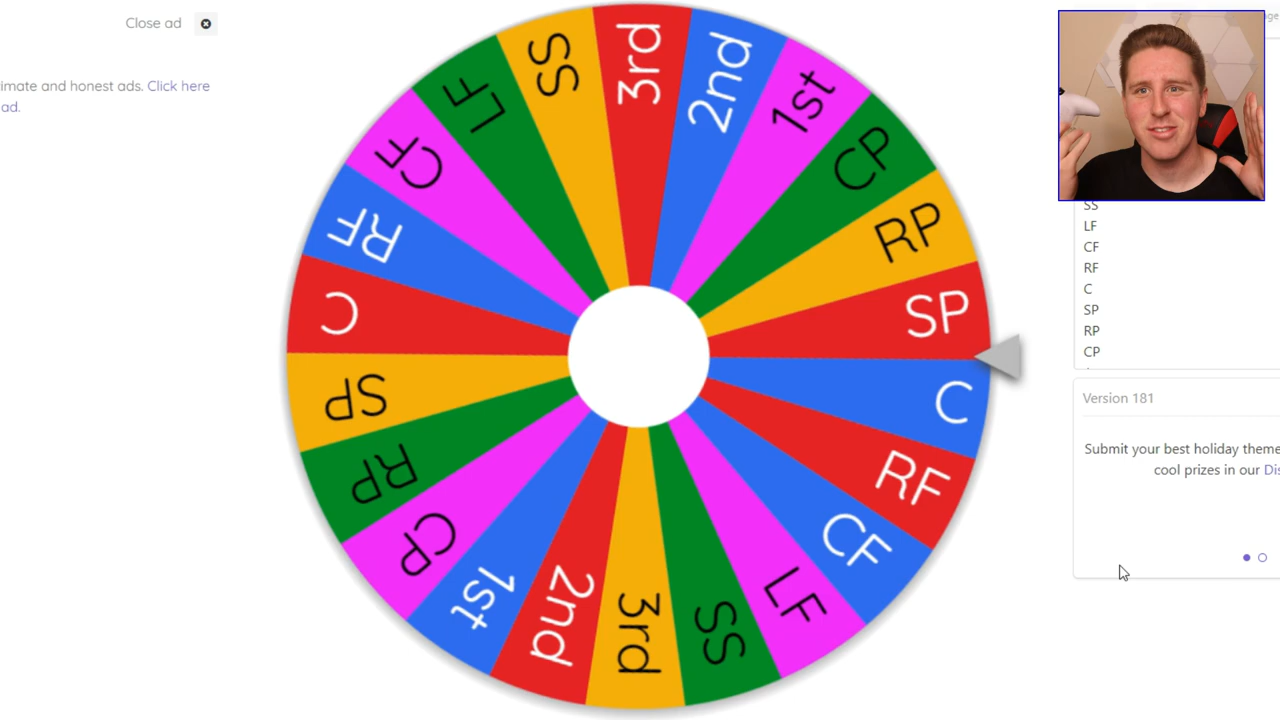 Close ad
imate and honest ads. Click here
ad.
3rd
2nd
1st
CP
RP
SP
C
RF
CF
LF
SS
3rd
2nd
1st
CP
RP
SP
C
RF
CF
LF
SS
SS
LF
CF
RF
C
SP
RP
CP
Version 181
Submit your best holiday theme
cool prizes in our Dis